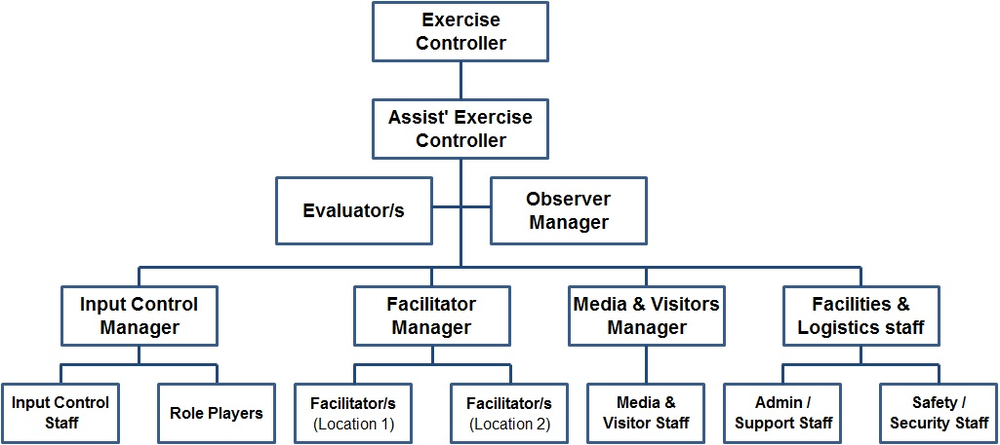 Exercise
Controller
Assist' Exercise
Controller
Evaluator/s
Observer
Manager
Input Control
Manager
Facilitator
Manager
Media & Visitors
Manager
Facilities &
Logistics staff
Input Control
Staff
Role Players
Facilitator/s
(Location 1)
Facilitator/s
(Location 2)
Media &
Visitor Staff
Admin /
Support Staff
Safety /
Security Staff